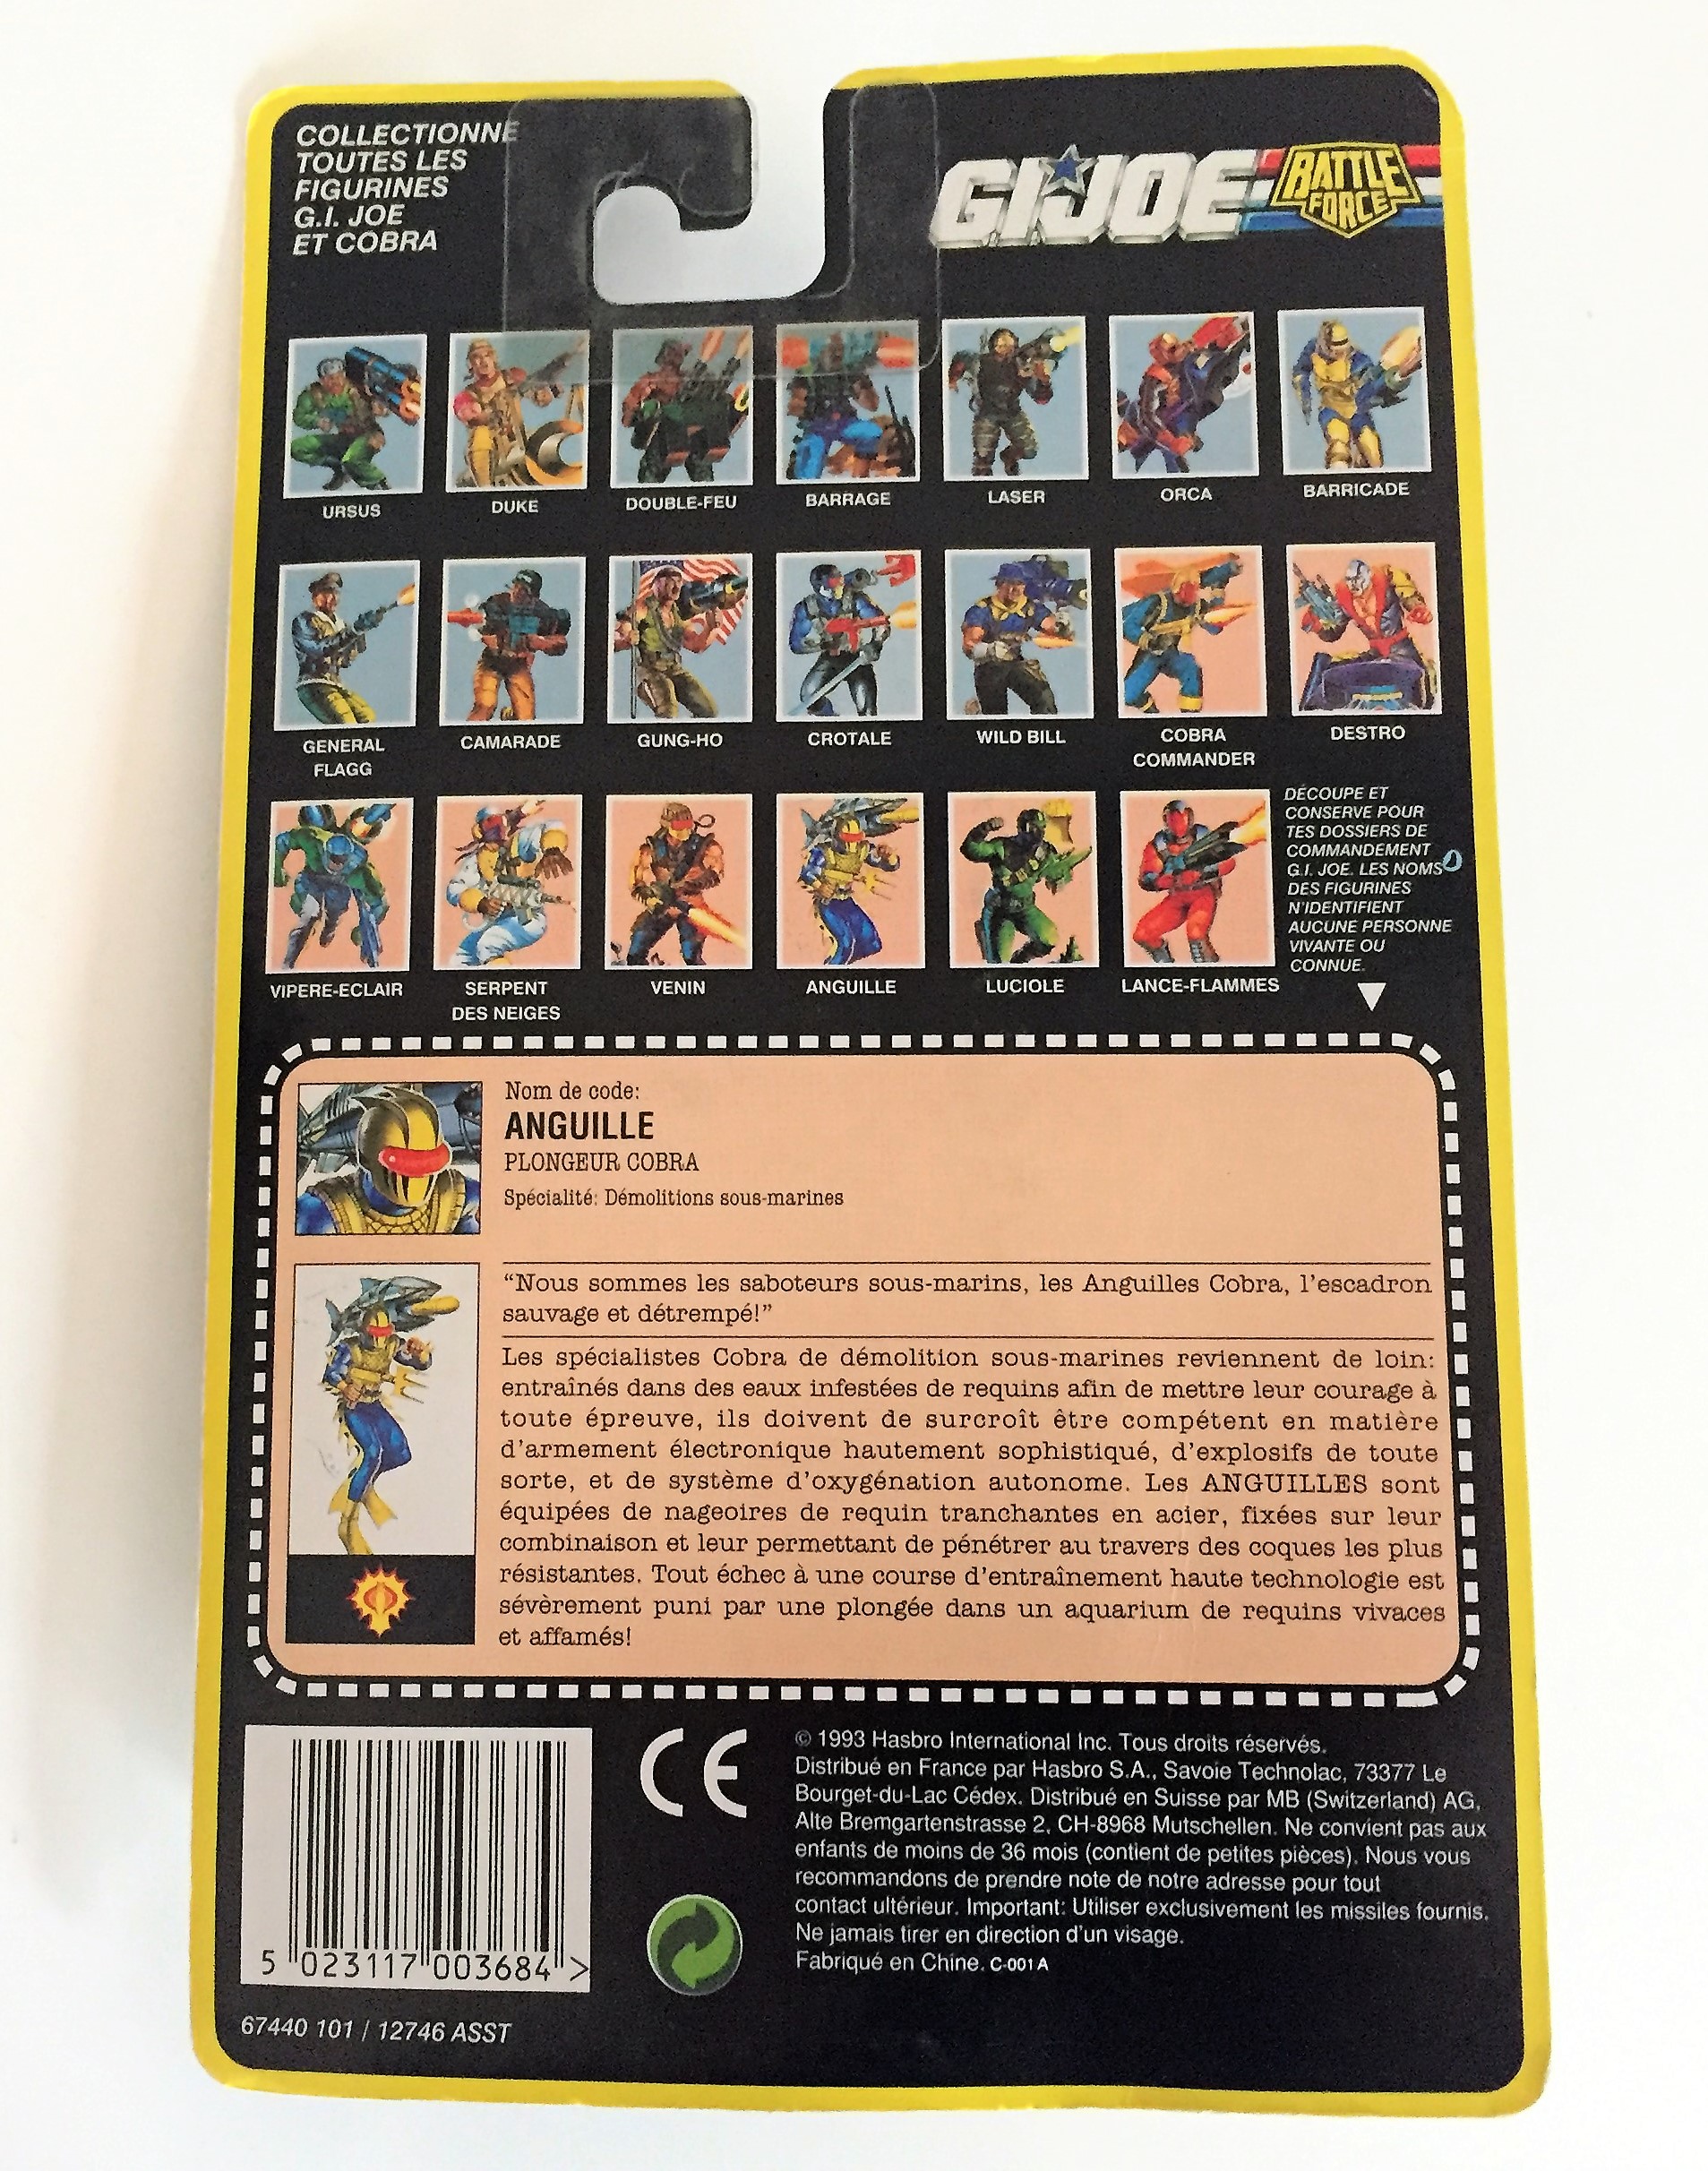 COLLECTIONNE
TOUTES LES
FIGURINES
G.I. JOE
ET COBRA
GI JOE
BATTLE
FORCE
URSUS
DUKE
DOUBLE-FEU
BARRAGE
LASER
ORCA
BARRICADE
GENERAL
FLAGG
CAMARADE
GUNG-HO
CROTALE
WILD BILL
COBRA
COMMANDER
DESTRO
VIPERE-ECLAIR
SERPENT
DES NEIGES
VENIN
ANGUILLE
LUCIOLE
LANCE-FLAMMES
DÉCOUPE ET
CONSERVE POUR
TES DOSSIERS DE
COMMANDEMENT
G.I. JOE. LES NOMS
DES FIGURINES
N'IDENTIFIENT
AUCUNE PERSONNE
VIVANTE OU
CONNUE.
Nom de code:
ANGUILLE
PLONGEUR COBRA
Spécialité: Démolitions sous-marines
“Nous sommes les saboteurs sous-marins, les Anguilles Cobra, l'escadron
sauvage et détrempé!”
Les spécialistes Cobra de démolition sous-marines reviennent de loin:
entraînés dans des eaux infestées de requins afin de mettre leur courage à
toute épreuve, ils doivent de surcroît être compétent en matière
d'armement électronique hautement sophistiqué, d'explosifs de toute
sorte, et de système d'oxygénation autonome. Les ANGUILLES sont
équipées de nageoires de requin tranchantes en acier, fixées sur leur
combinaison et leur permettant de pénétrer au travers des coques les plus
résistantes. Tout échec à une course d'entraînement haute technologie est
sévèrement puni par une plongée dans un aquarium de requins vivaces
et affamés!
CE
© 1993 Hasbro International Inc. Tous droits réservés.
Distribué en France par Hasbro S.A., Savoie Technolac, 73377 Le
Bourget-du-Lac Cédex. Distribué en Suisse par MB (Switzerland) AG,
Alte Bremgartenstrasse 2, CH-8968 Mutschellen. Ne convient pas aux
enfants de moins de 36 mois (contient de petites pièces). Nous vous
recommandons de prendre note de notre adresse pour tout
contact ultérieur. Important: Utiliser exclusivement les missiles fournis.
Ne jamais tirer en direction d'un visage.
Fabriqué en Chine. C-001 A
5 023117 003684 >
67440 101 / 12746 ASST